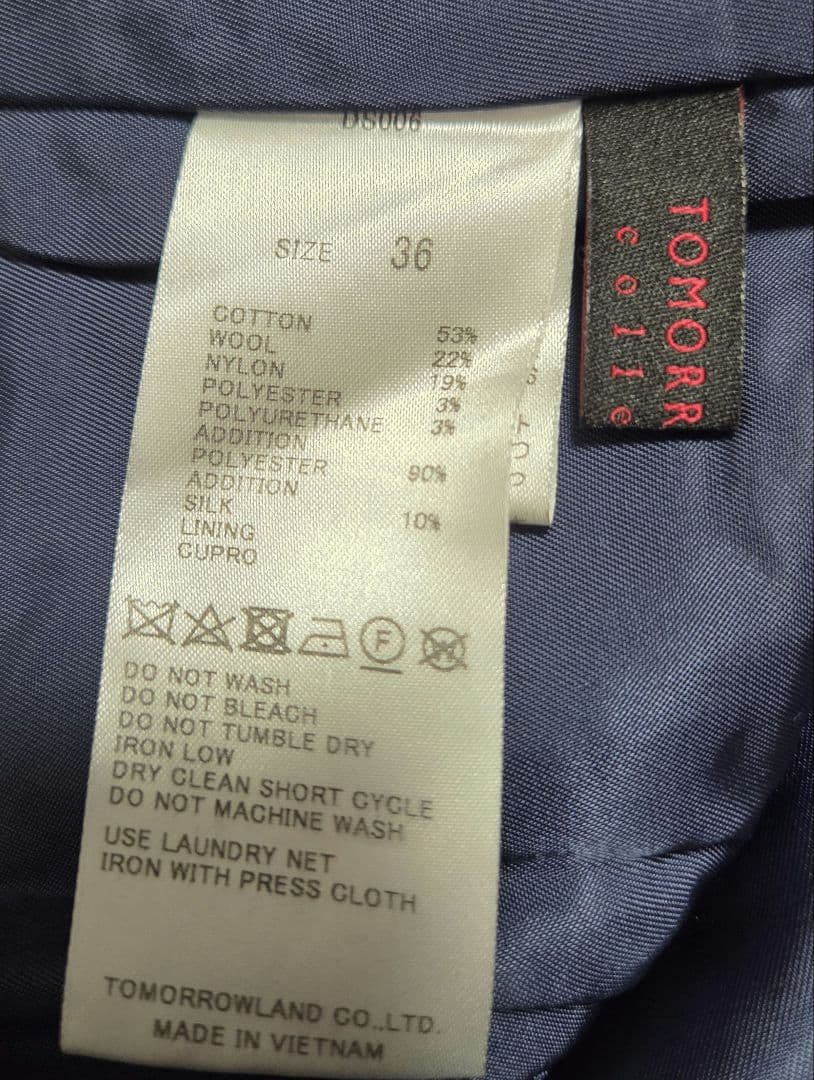 DS006
SIZE 36
COTTON 53%
WOOL 22%
NYLON 19%
POLYESTER 3%
POLYURETHANE 3%
ADDITION
POLYESTER 90%
ADDITION
SILK 10%
LINING
CUPRO
F
DO NOT WASH
DO NOT BLEACH
DO NOT TUMBLE DRY
IRON LOW
DRY CLEAN SHORT CYCLE
DO NOT MACHINE WASH
USE LAUNDRY NET
IRON WITH PRESS CLOTH
TOMORROWLAND CO.,LTD.
MADE IN VIETNAM
TOMORR
colle